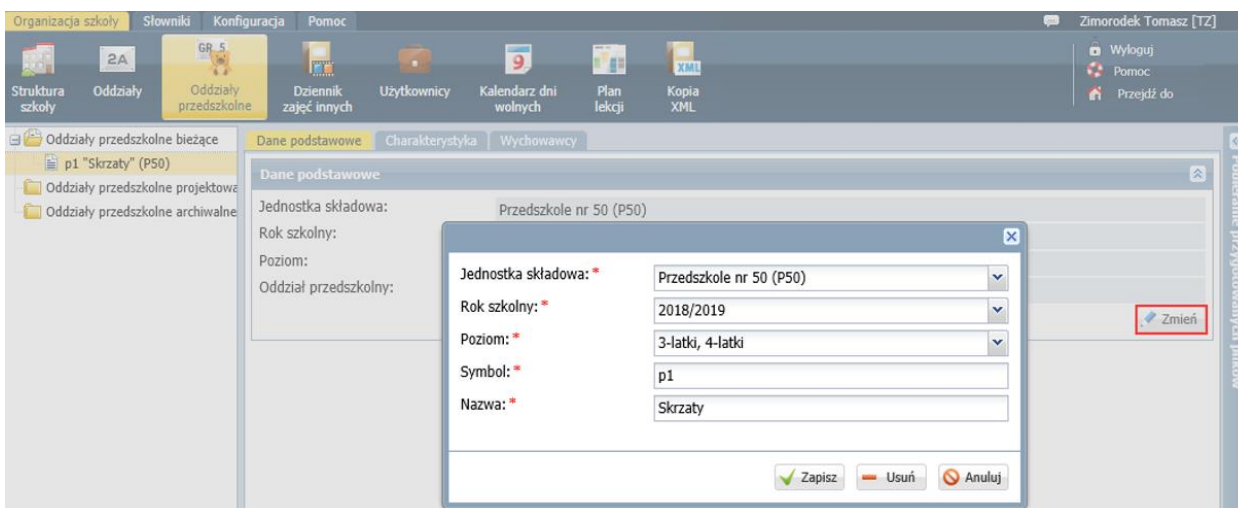 Organizacja szkoły Słowniki Konfiguracja Pomoc Zimorodek Tomasz [TZ]
Struktura szkoły
2A
Oddziały
GR 5
Oddziały przedszkolne
Dziennik zajęć innych
Użytkownicy
9
Kalendarz dni wolnych
Plan lekcji
XML
Kopia XML
Wyloguj
Pomoc
Przejdź do
Oddziały przedszkolne bieżące
p1 "Skrzaty" (P50)
Oddziały przedszkolne projektowa
Oddziały przedszkolne archiwalne
Dane podstawowe Charakterystyka Wychowawcy
Dane podstawowe
Jednostka składowa: Przedszkole nr 50 (P50)
Rok szkolny:
Poziom:
Oddział przedszkolny:
Zmień
Jednostka składowa: * Przedszkole nr 50 (P50)
Rok szkolny: * 2018/2019
Poziom: * 3-latki, 4-latki
Symbol: * p1
Nazwa: * Skrzaty
Zapisz Usuń Anuluj
Pobieranie przygotowanych plików